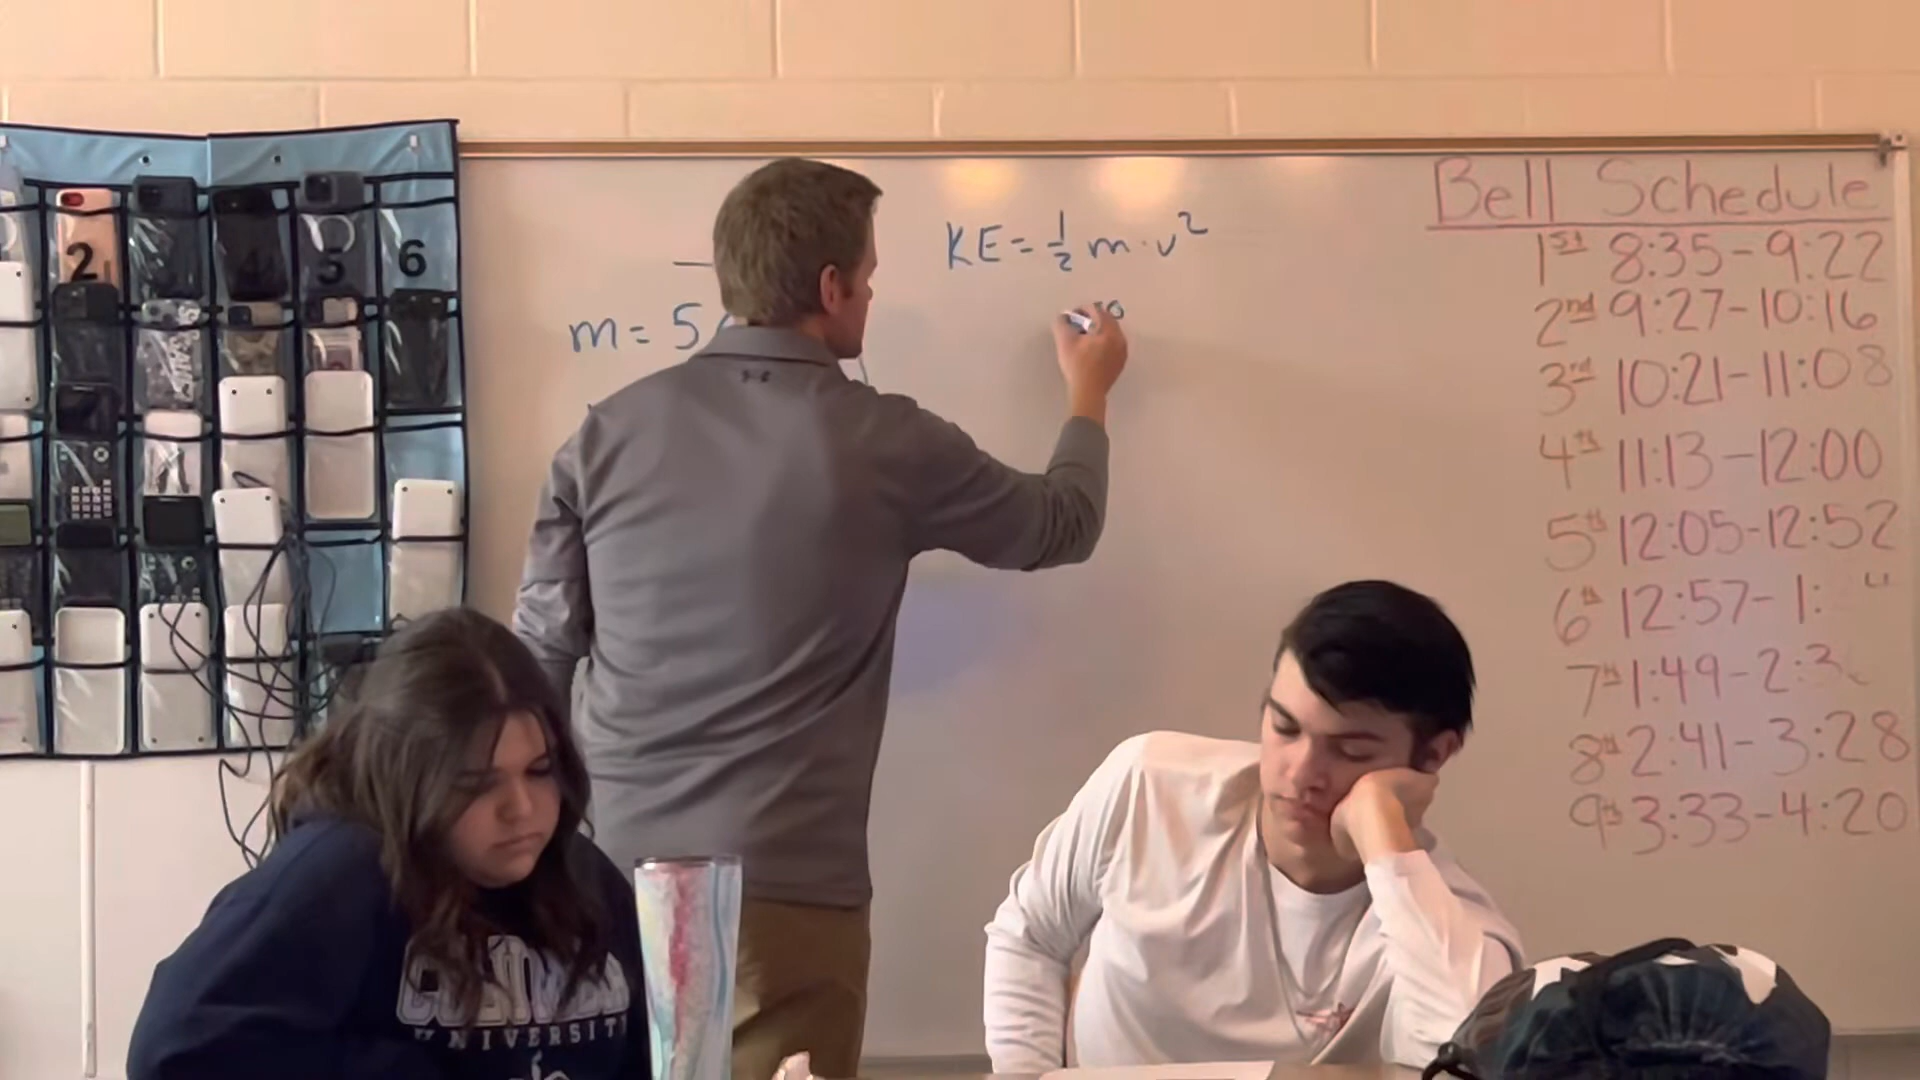 2
5
6
KE = 1/2 m · v²
m = 5
Bell Schedule
1st 8:35-9:22
2nd 9:27-10:16
3rd 10:21-11:08
4th 11:13-12:00
5th 12:05-12:52
6th 12:57-1:
7th 1:49-2:3
8th 2:41-3:28
9th 3:33-4:20
UNIVERSITY